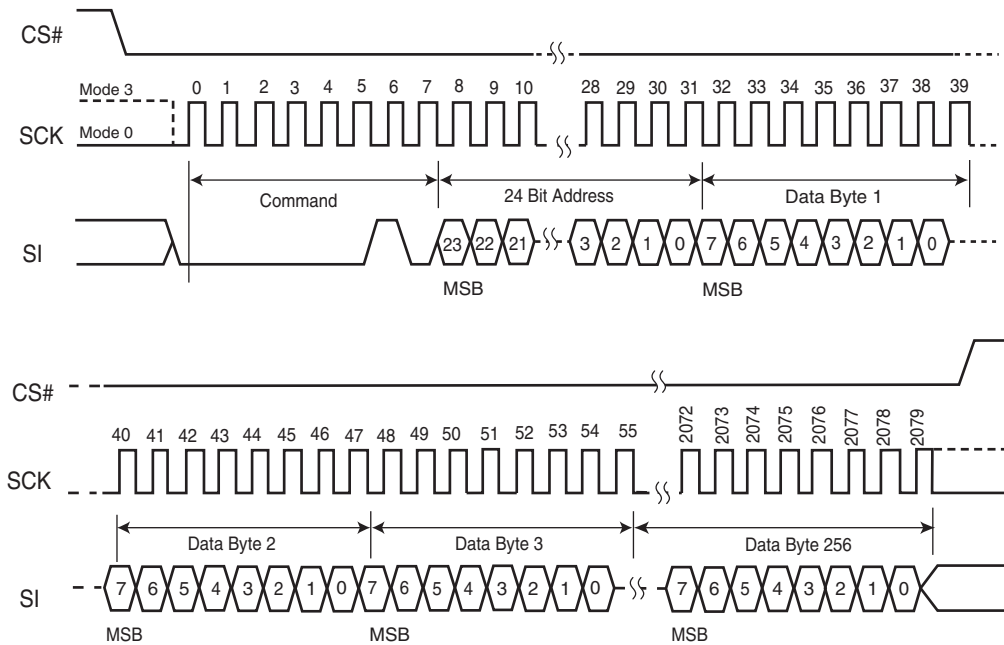 CS#
0 1 2 3 4 5 6 7 8 9 10 28 29 30 31 32 33 34 35 36 37 38 39
Mode 3
Mode 0
SCK
Command 24 Bit Address Data Byte 1
SI
23 22 21 3 2 1 0 7 6 5 4 3 2 1 0
MSB MSB
CS#
40 41 42 43 44 45 46 47 48 49 50 51 52 53 54 55 2072 2073 2074 2075 2076 2077 2078 2079
SCK
Data Byte 2 Data Byte 3 Data Byte 256
SI
7 6 5 4 3 2 1 0 7 6 5 4 3 2 1 0 7 6 5 4 3 2 1 0
MSB MSB MSB